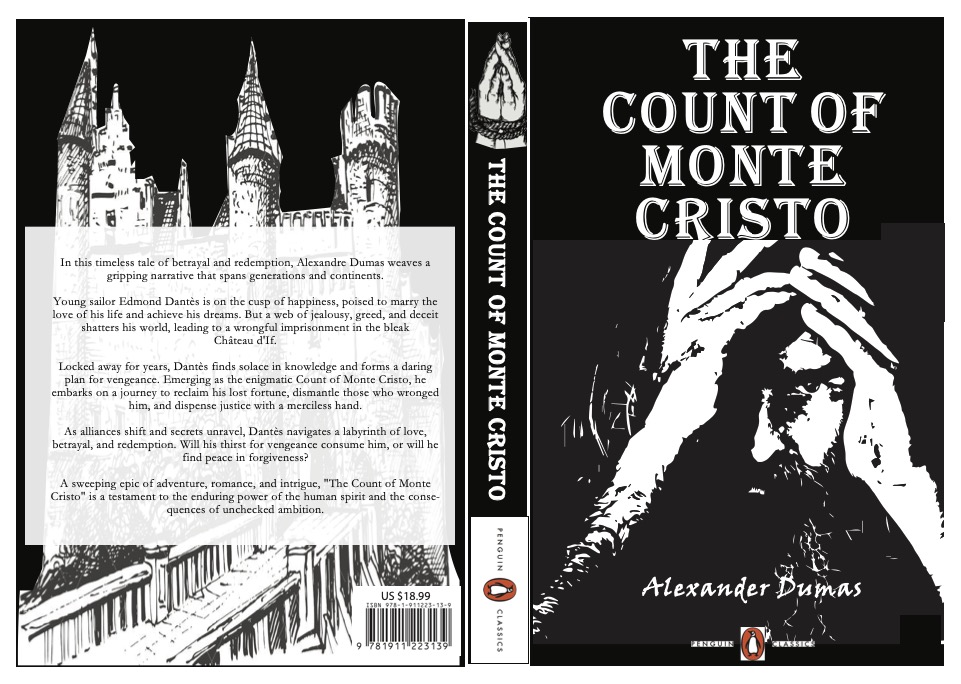 In this timeless tale of betrayal and redemption, Alexandre Dumas weaves a
gripping narrative that spans generations and continents.
Young sailor Edmond Dantès is on the cusp of happiness, poised to marry the
love of his life and achieve his dreams. But a web of jealousy, greed, and deceit
shatters his world, leading to a wrongful imprisonment in the bleak
Château d'If.
Locked away for years, Dantès finds solace in knowledge and forms a daring
plan for vengeance. Emerging as the enigmatic Count of Monte Cristo, he
embarks on a journey to reclaim his lost fortune, dismantle those who wronged
him, and dispense justice with a merciless hand.
As alliances shift and secrets unravel, Dantès navigates a labyrinth of love,
betrayal, and redemption. Will his thirst for vengeance consume him, or will he
find peace in forgiveness?
A sweeping epic of adventure, romance, and intrigue, "The Count of Monte
Cristo" is a testament to the enduring power of the human spirit and the conse-
quences of unchecked ambition.
US $18.99
ISBN 978-1-911223-13-9
9 781911 223139
THE COUNT OF MONTE CRISTO
PENGUIN CLASSICS
THE
COUNT OF
MONTE
CRISTO
Alexander Dumas
PENGUIN CLASSICS